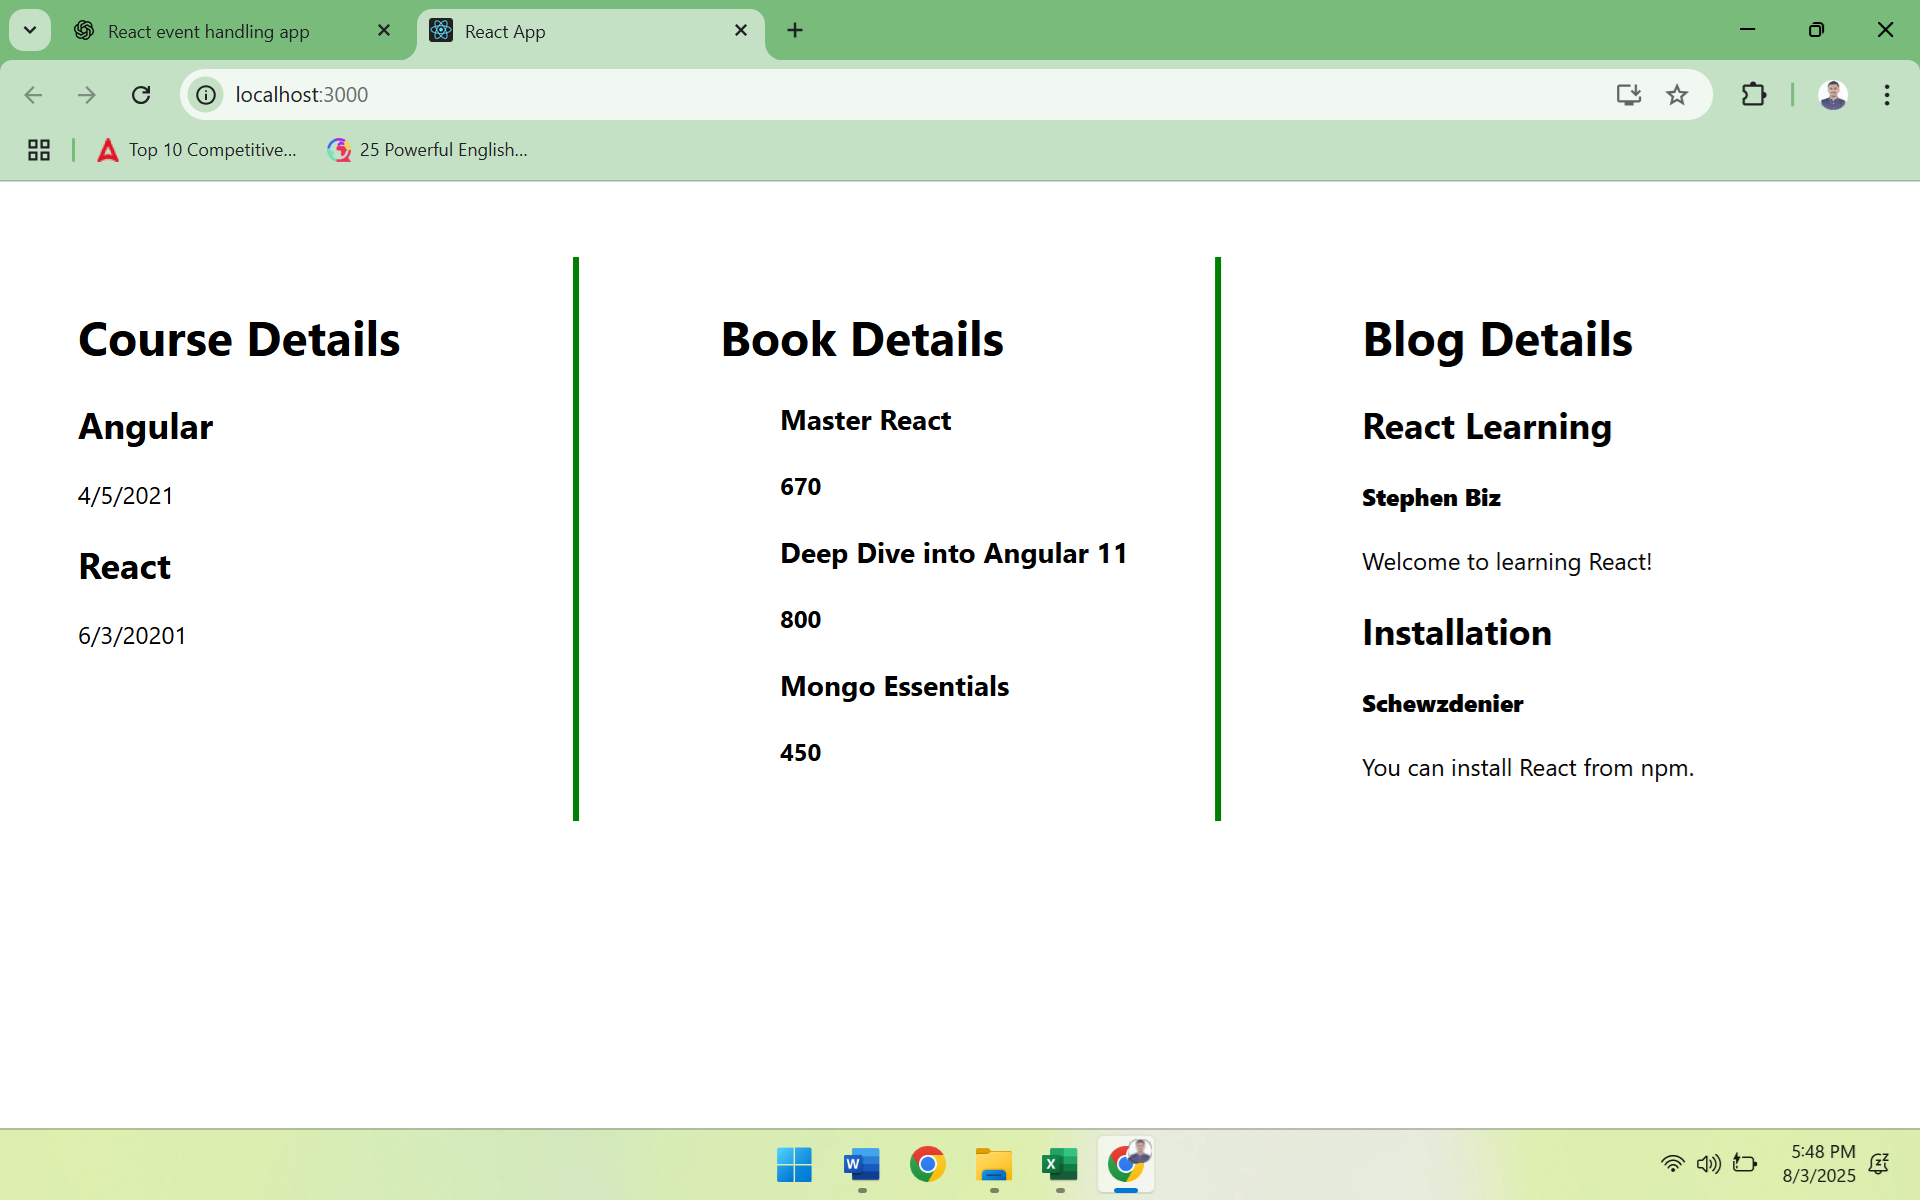 React event handling app
React App
localhost:3000
Top 10 Competitive...
25 Powerful English...
Course Details
Angular
4/5/2021
React
6/3/20201
Book Details
Master React
670
Deep Dive into Angular 11
800
Mongo Essentials
450
Blog Details
React Learning
Stephen Biz
Welcome to learning React!
Installation
Schewzdenier
You can install React from npm.
5:48 PM
8/3/2025